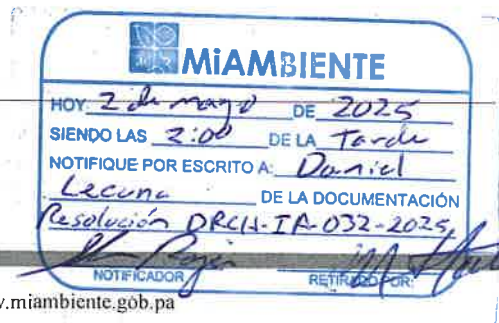 MiAMBIENTE
HOY 2 de mayo DE 2025
SIENDO LAS 2:00 DE LA Tarde
NOTIFIQUE POR ESCRITO A: Daniel
Lecuna DE LA DOCUMENTACIÓN
Resolución DRCH-IA-032-2025,
NOTIFICADOR RETIRADO POR:
.miambiente.gob.pa